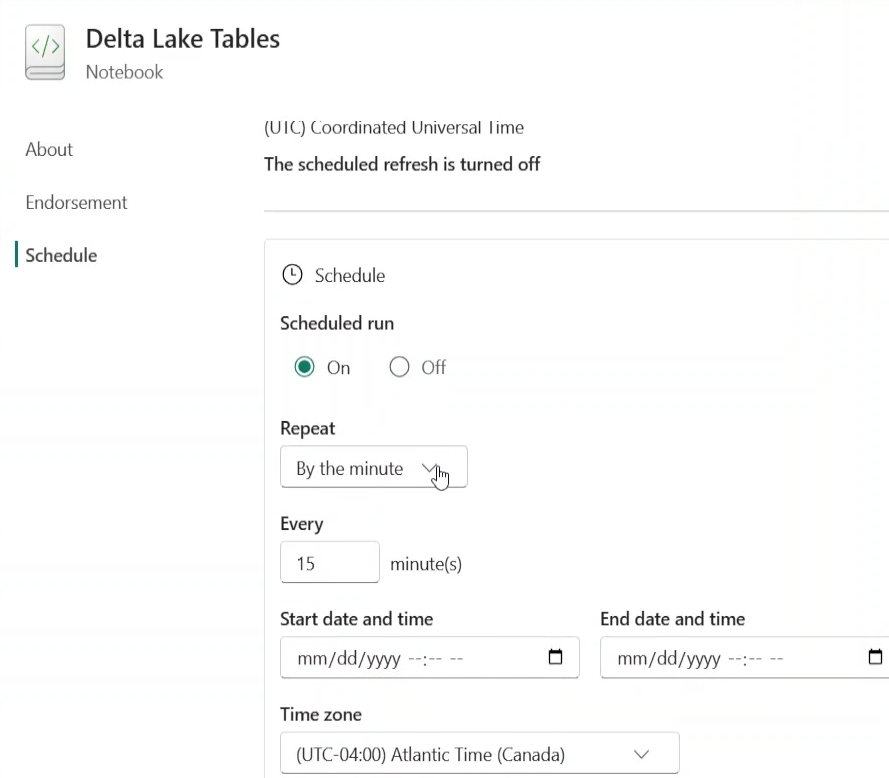 </>
Delta Lake Tables
Notebook
About
Endorsement
Schedule
(UTC) Coordinated Universal Time
The scheduled refresh is turned off
Schedule
Scheduled run
On Off
Repeat
By the minute
Every
15 minute(s)
Start date and time End date and time
mm/dd/yyyy --:-- -- mm/dd/yyyy --:-- --
Time zone
(UTC-04:00) Atlantic Time (Canada)